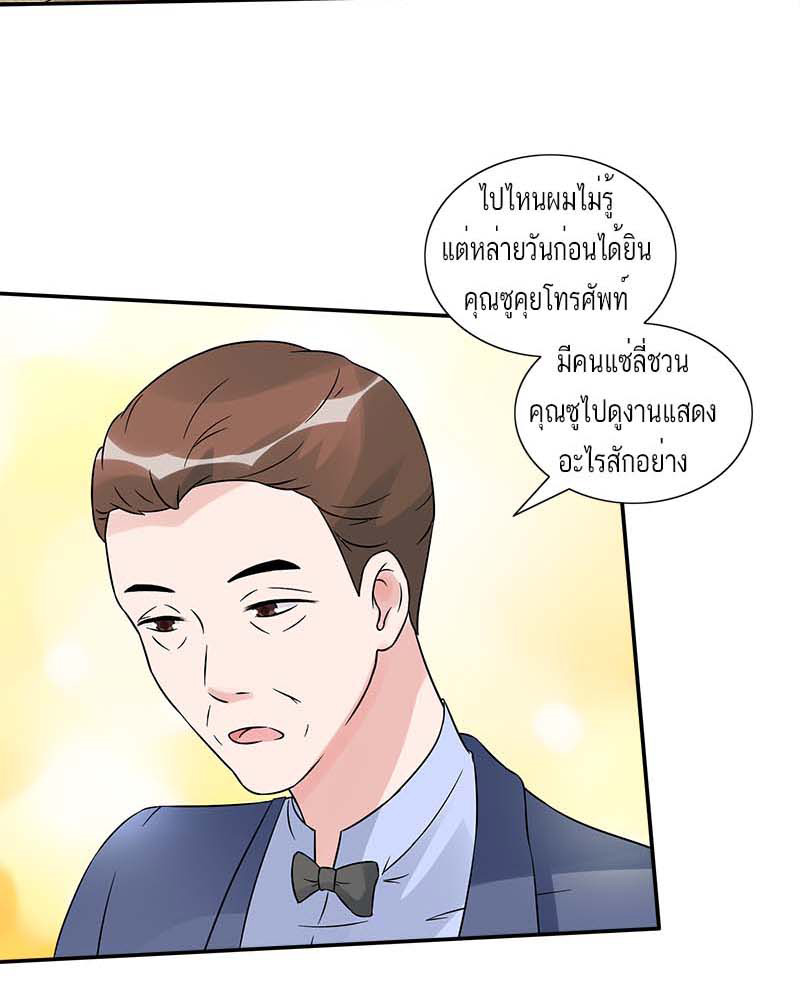 ไปไหนผมไม่รู้
แต่หล่ายวันก่อนได้ยิน
คุณซูคุยโทรศัพท์
มีคนแซ่ลี่ชวน
คุณซูไปดูงานแสดง
อะไรสักอย่าง